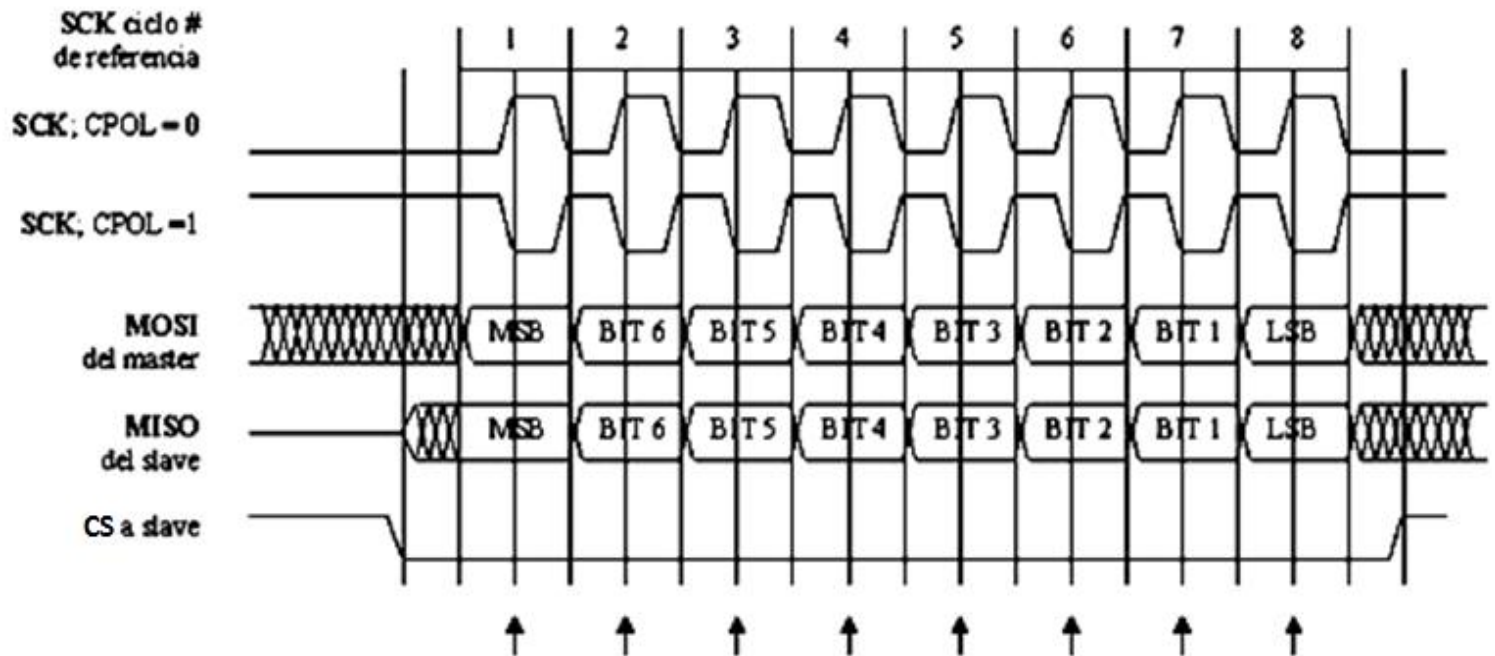 SCK ciclo #
de referencia
1 2 3 4 5 6 7 8
SCK; CPOL = 0
SCK; CPOL =1
MOSI
del master
MSB BIT 6 BIT 5 BIT 4 BIT 3 BIT 2 BIT 1 LSB
MISO
del slave
MSB BIT 6 BIT 5 BIT 4 BIT 3 BIT 2 BIT 1 LSB
CS a slave